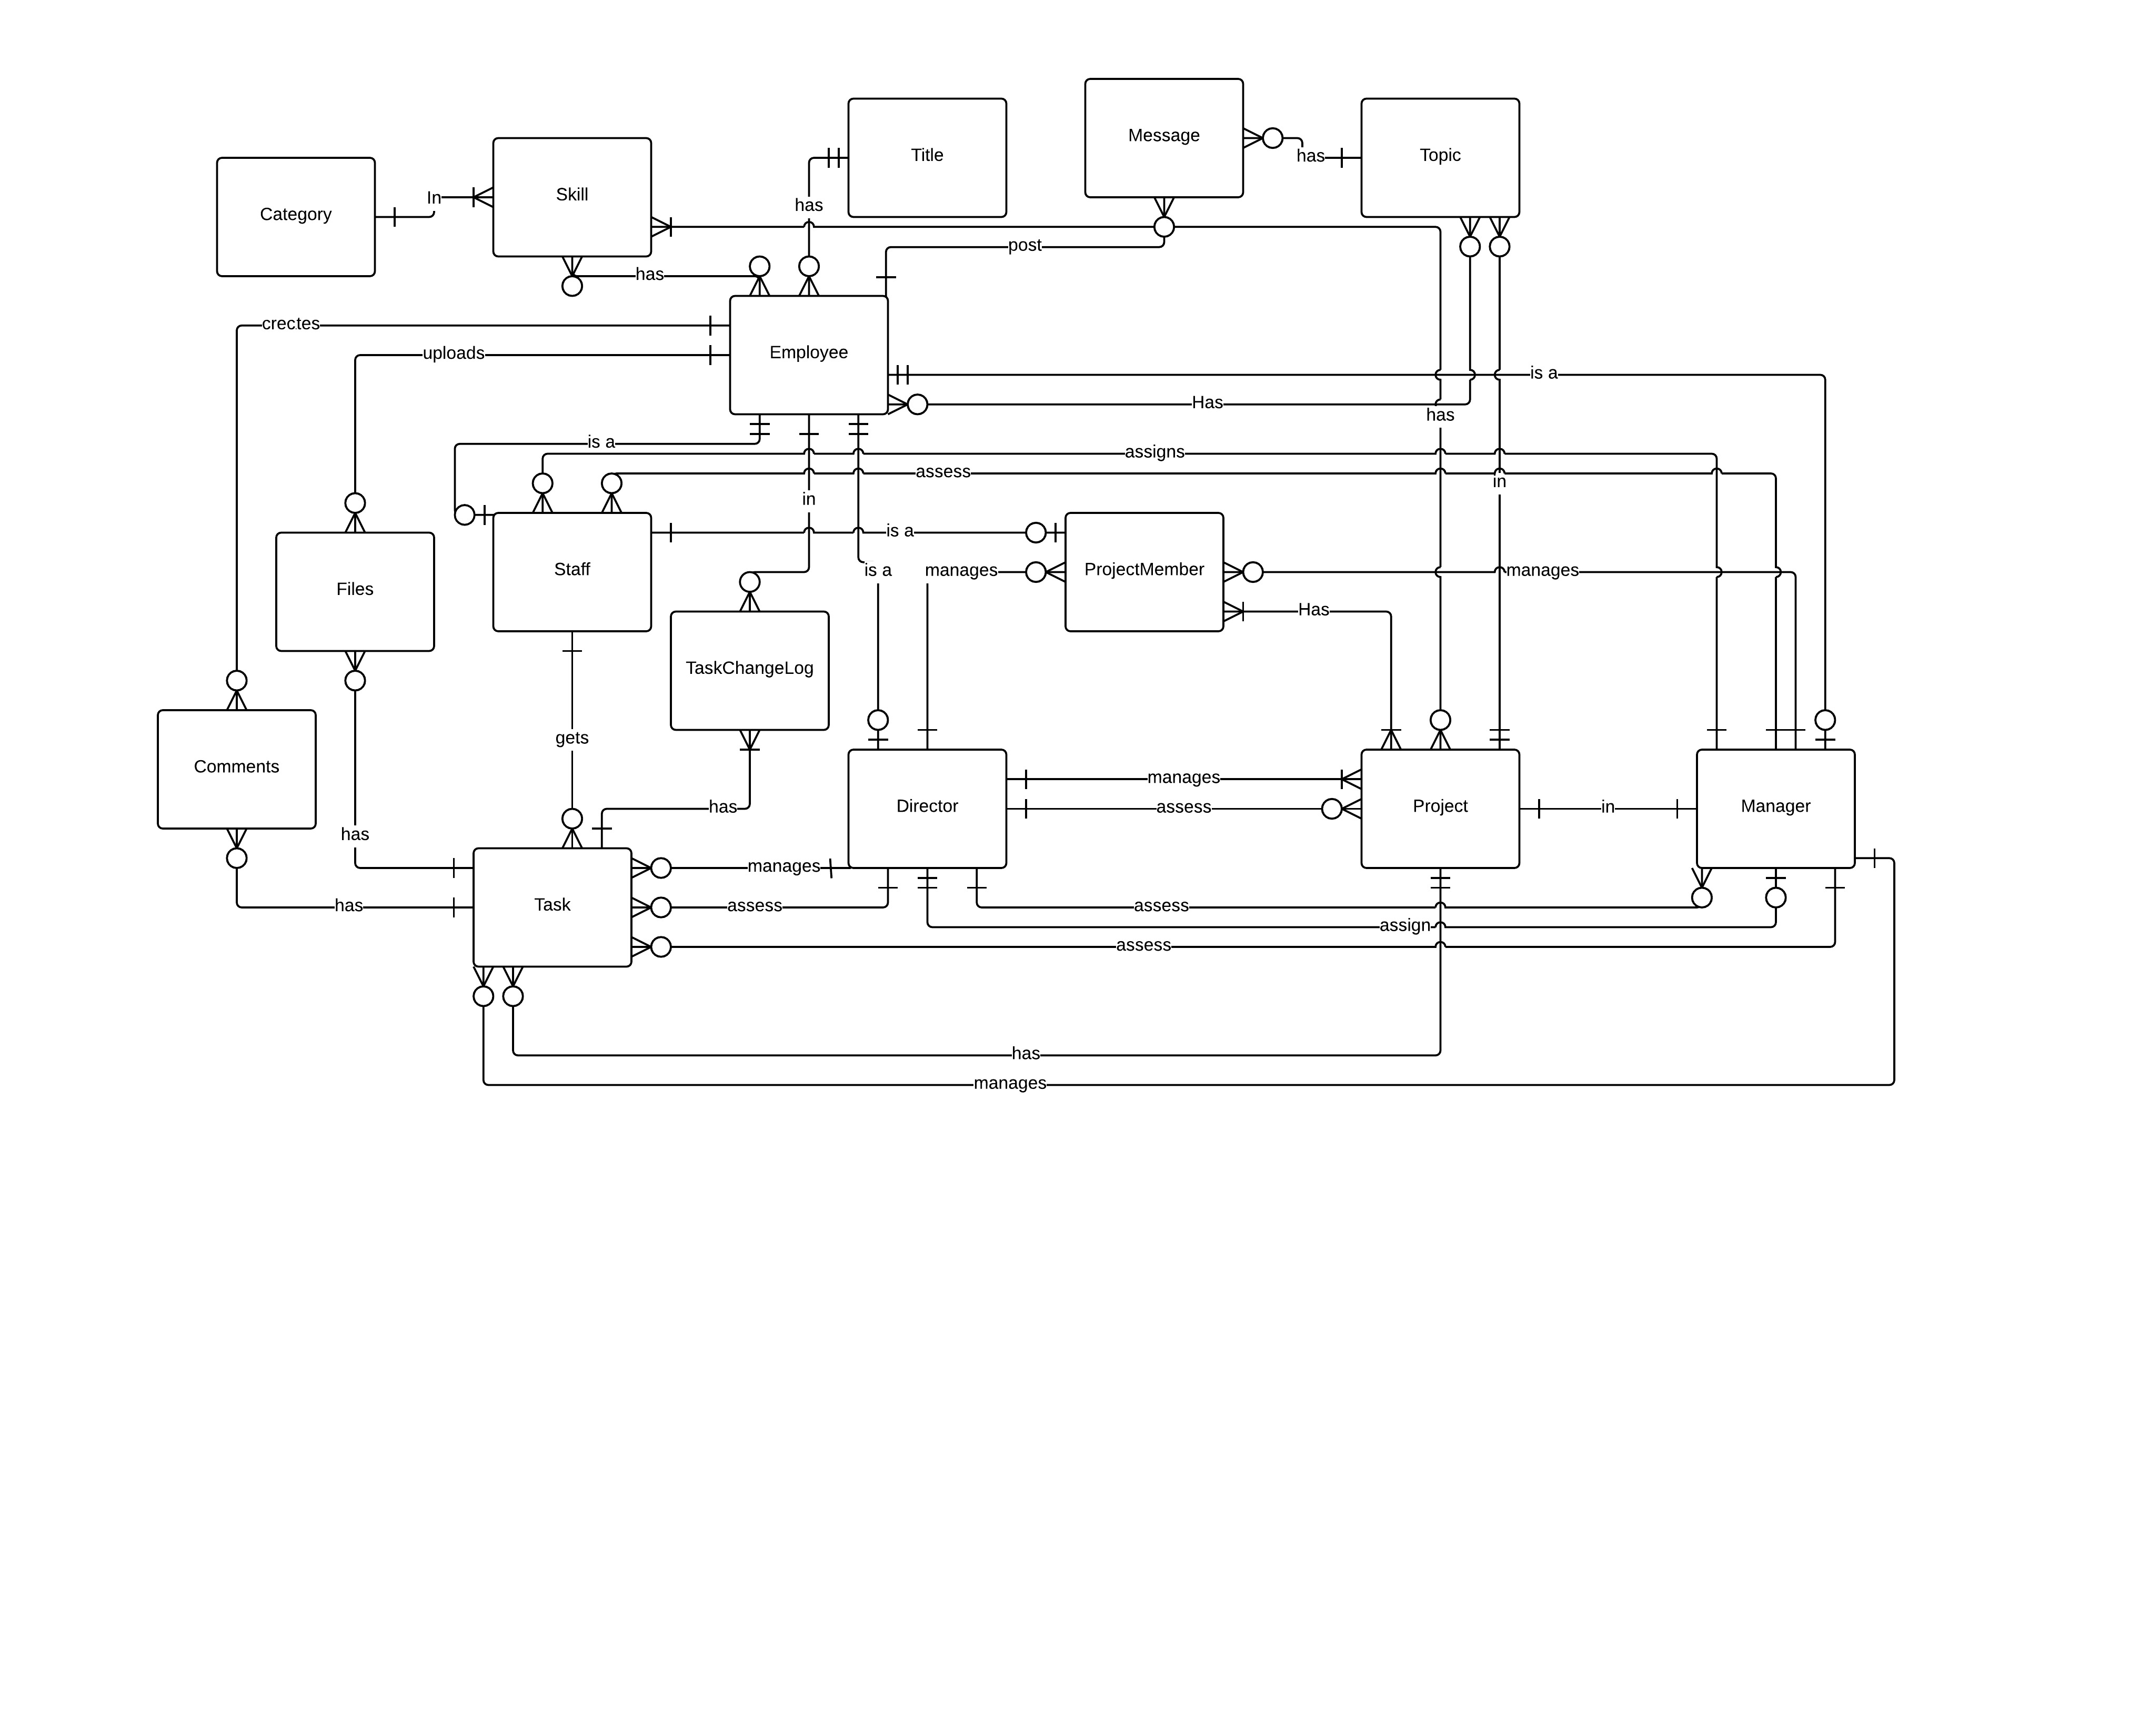 Message
Title
Topic
has
Skill
In
has
Category
post
has
crectes
Employee
uploads
is a
Has
has
is a
assigns
assess
in
in
is a
Staff
is a
manages
ProjectMember
manages
Files
Has
TaskChangeLog
gets
Comments
manages
has
Director
assess
Project
in
Manager
has
manages
Task
has
assess
assess
assign
assess
has
manages